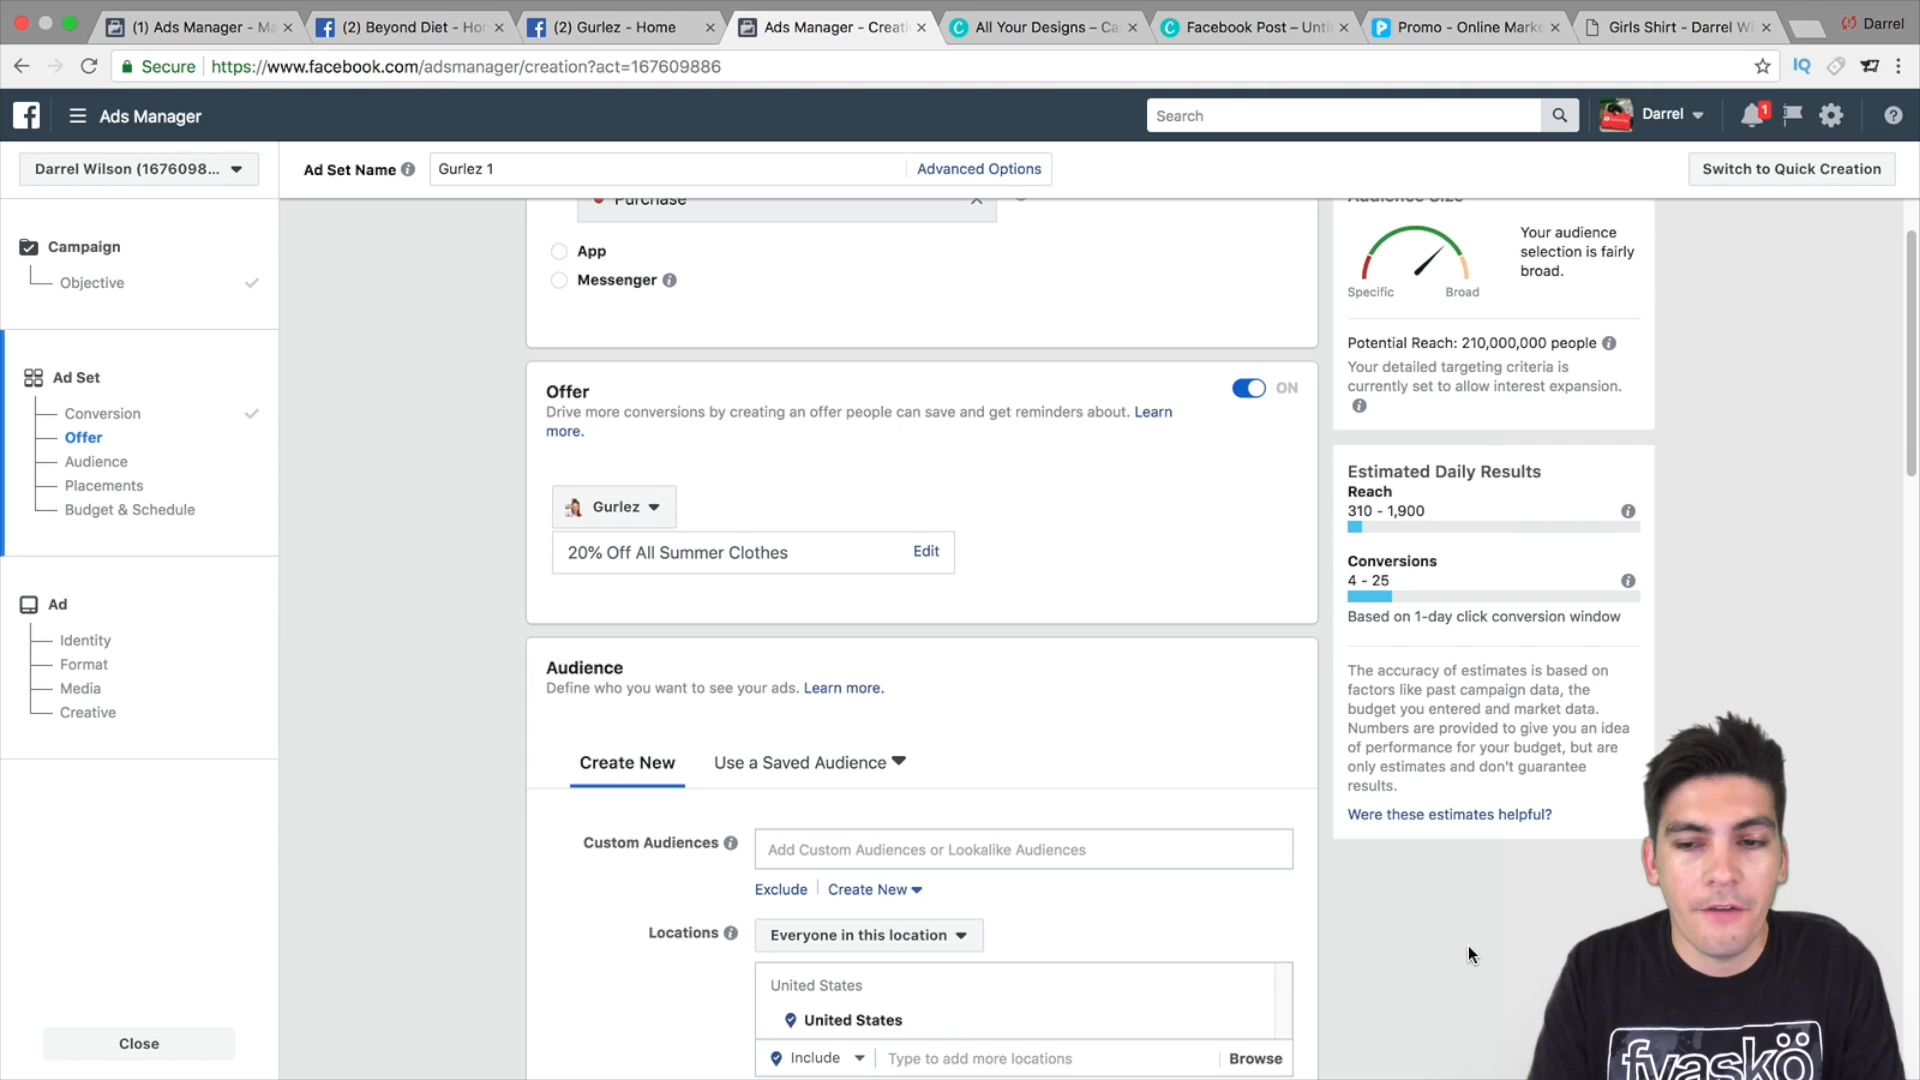 (1) Ads Manager - Ma
(2) Beyond Diet - Hor
(2) Gurlez - Home
Ads Manager - Creati
All Your Designs – Ca
Facebook Post – Unti
Promo - Online Marke
Girls Shirt - Darrel Wi
Darrel
Secure
https://www.facebook.com/adsmanager/creation?act=167609886
IQ
Ads Manager
Search
Darrel
1
Darrel Wilson (1676098...
Ad Set Name
Gurlez 1
Advanced Options
Switch to Quick Creation
Campaign
Objective
Ad Set
Conversion
Offer
Audience
Placements
Budget & Schedule
Ad
Identity
Format
Media
Creative
Close
Purchase
App
Messenger
Offer
ON
Drive more conversions by creating an offer people can save and get reminders about. Learn
more.
Gurlez
20% Off All Summer Clothes
Edit
Audience
Define who you want to see your ads. Learn more.
Create New
Use a Saved Audience
Custom Audiences
Add Custom Audiences or Lookalike Audiences
Exclude
Create New
Locations
Everyone in this location
United States
United States
Include
Type to add more locations
Browse
Audience Size
Your audience
selection is fairly
broad.
Specific
Broad
Potential Reach: 210,000,000 people
Your detailed targeting criteria is
currently set to allow interest expansion.
Estimated Daily Results
Reach
310 - 1,900
Conversions
4 - 25
Based on 1-day click conversion window
The accuracy of estimates is based on
factors like past campaign data, the
budget you entered and market data.
Numbers are provided to give you an idea
of performance for your budget, but are
only estimates and don't guarantee
results.
Were these estimates helpful?
fvaskö